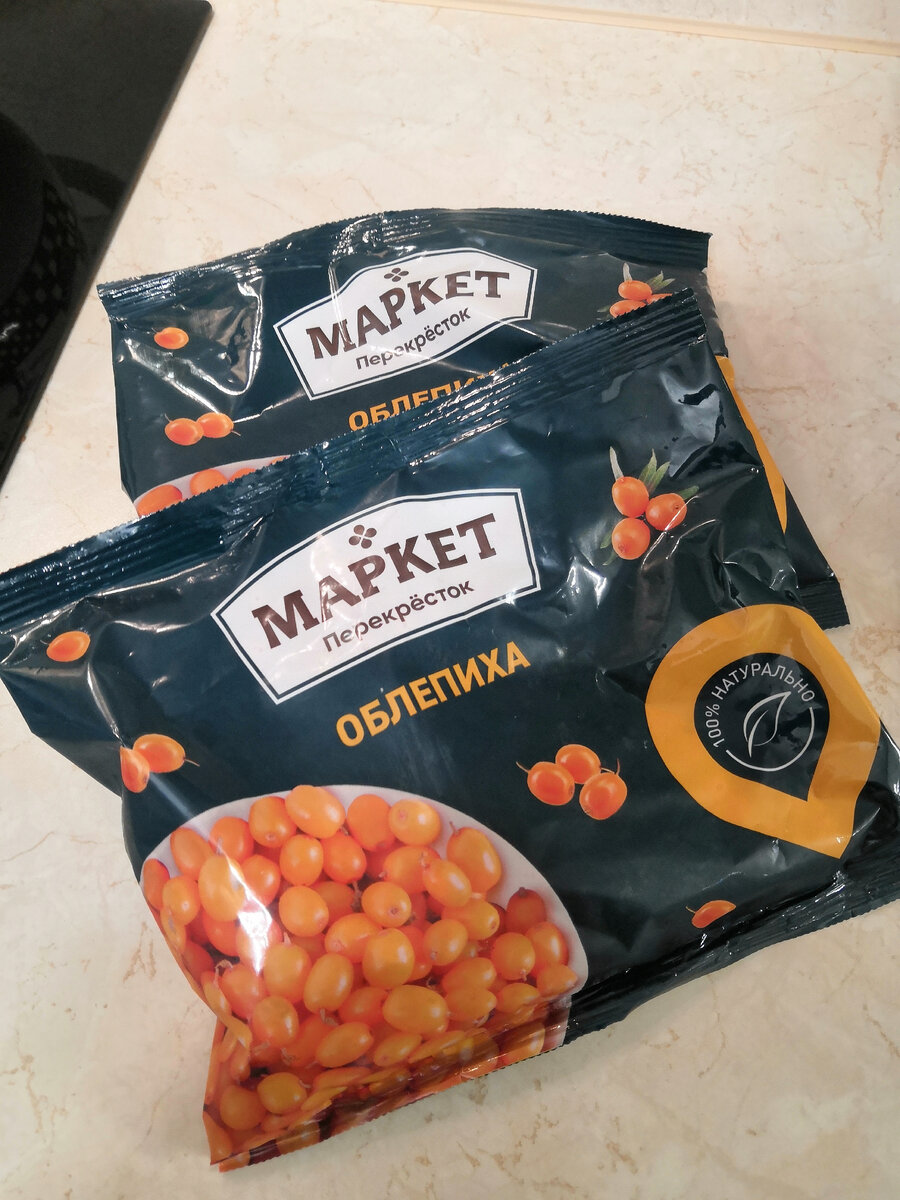 МАРКЕТ
Перекрёсток
ОБЛЕПИХА
МАРКЕТ
Перекрёсток
ОБЛЕПИХА
100% НАТУРАЛЬНО